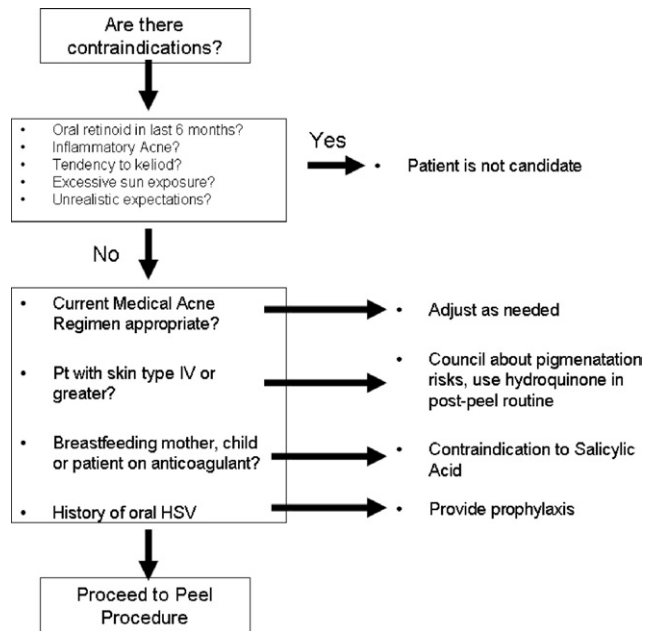 Are there
contraindications?
• Oral retinoid in last 6 months?
• Inflammatory Acne?
• Tendency to keliod?
• Excessive sun exposure?
• Unrealistic expectations?
Yes
• Patient is not candidate
No
• Current Medical Acne
Regimen appropriate?
• Adjust as needed
• Pt with skin type IV or
greater?
• Council about pigmenatation
risks, use hydroquinone in
post-peel routine
• Breastfeeding mother, child
or patient on anticoagulant?
• Contraindication to Salicylic
Acid
• History of oral HSV
• Provide prophylaxis
Proceed to Peel
Procedure